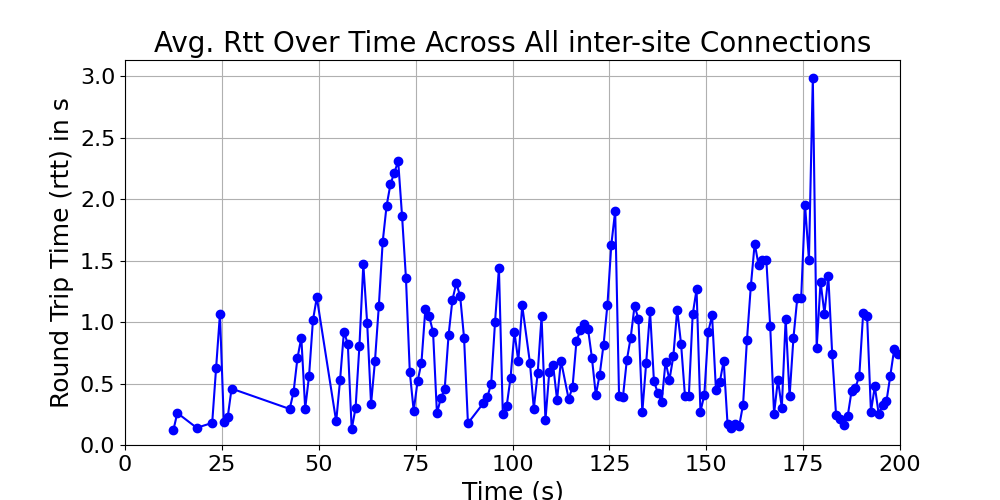 Avg. Rtt Over Time Across All inter-site Connections
Round Trip Time (rtt) in s
3.0
2.5
2.0
1.5
1.0
0.5
0.0
0 25 50 75 100 125 150 175 200
Time (s)